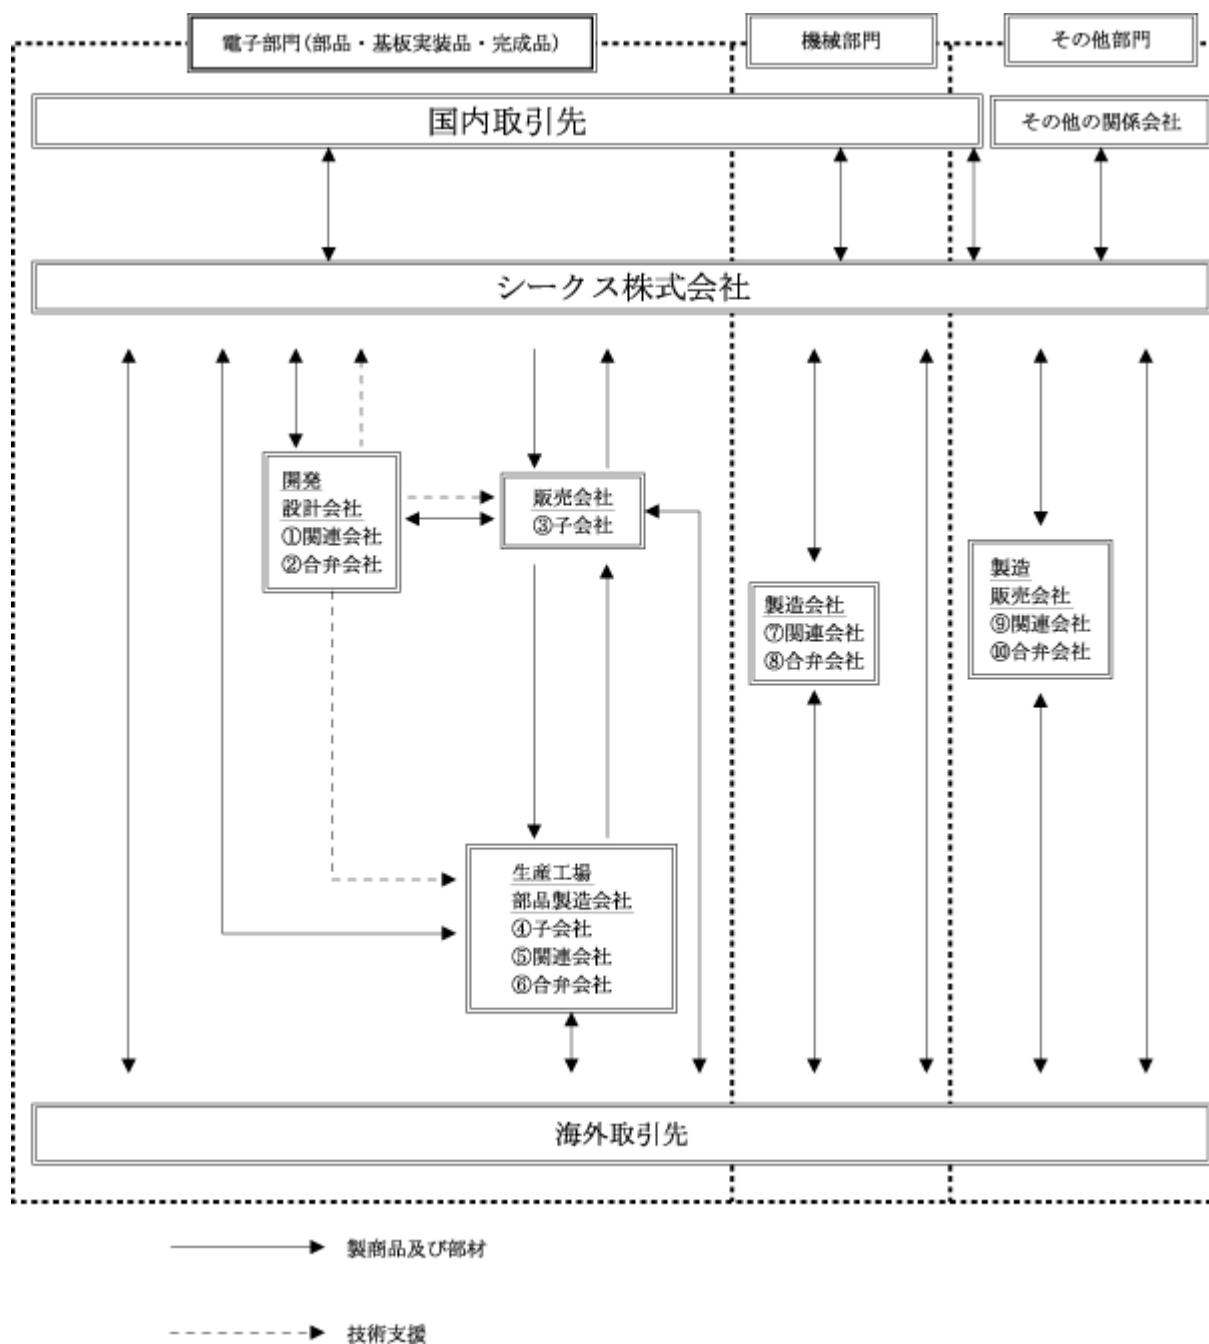 電子部門(部品・基板実装品・完成品)
機械部門
その他部門
国内取引先
その他の関係会社
シークス株式会社
開発
設計会社
①関連会社
②合弁会社
販売会社
③子会社
製造会社
⑦関連会社
⑧合弁会社
製造
販売会社
⑨関連会社
⑩合弁会社
生産工場
部品製造会社
④子会社
⑤関連会社
⑥合弁会社
海外取引先
製商品及び部材
技術支援